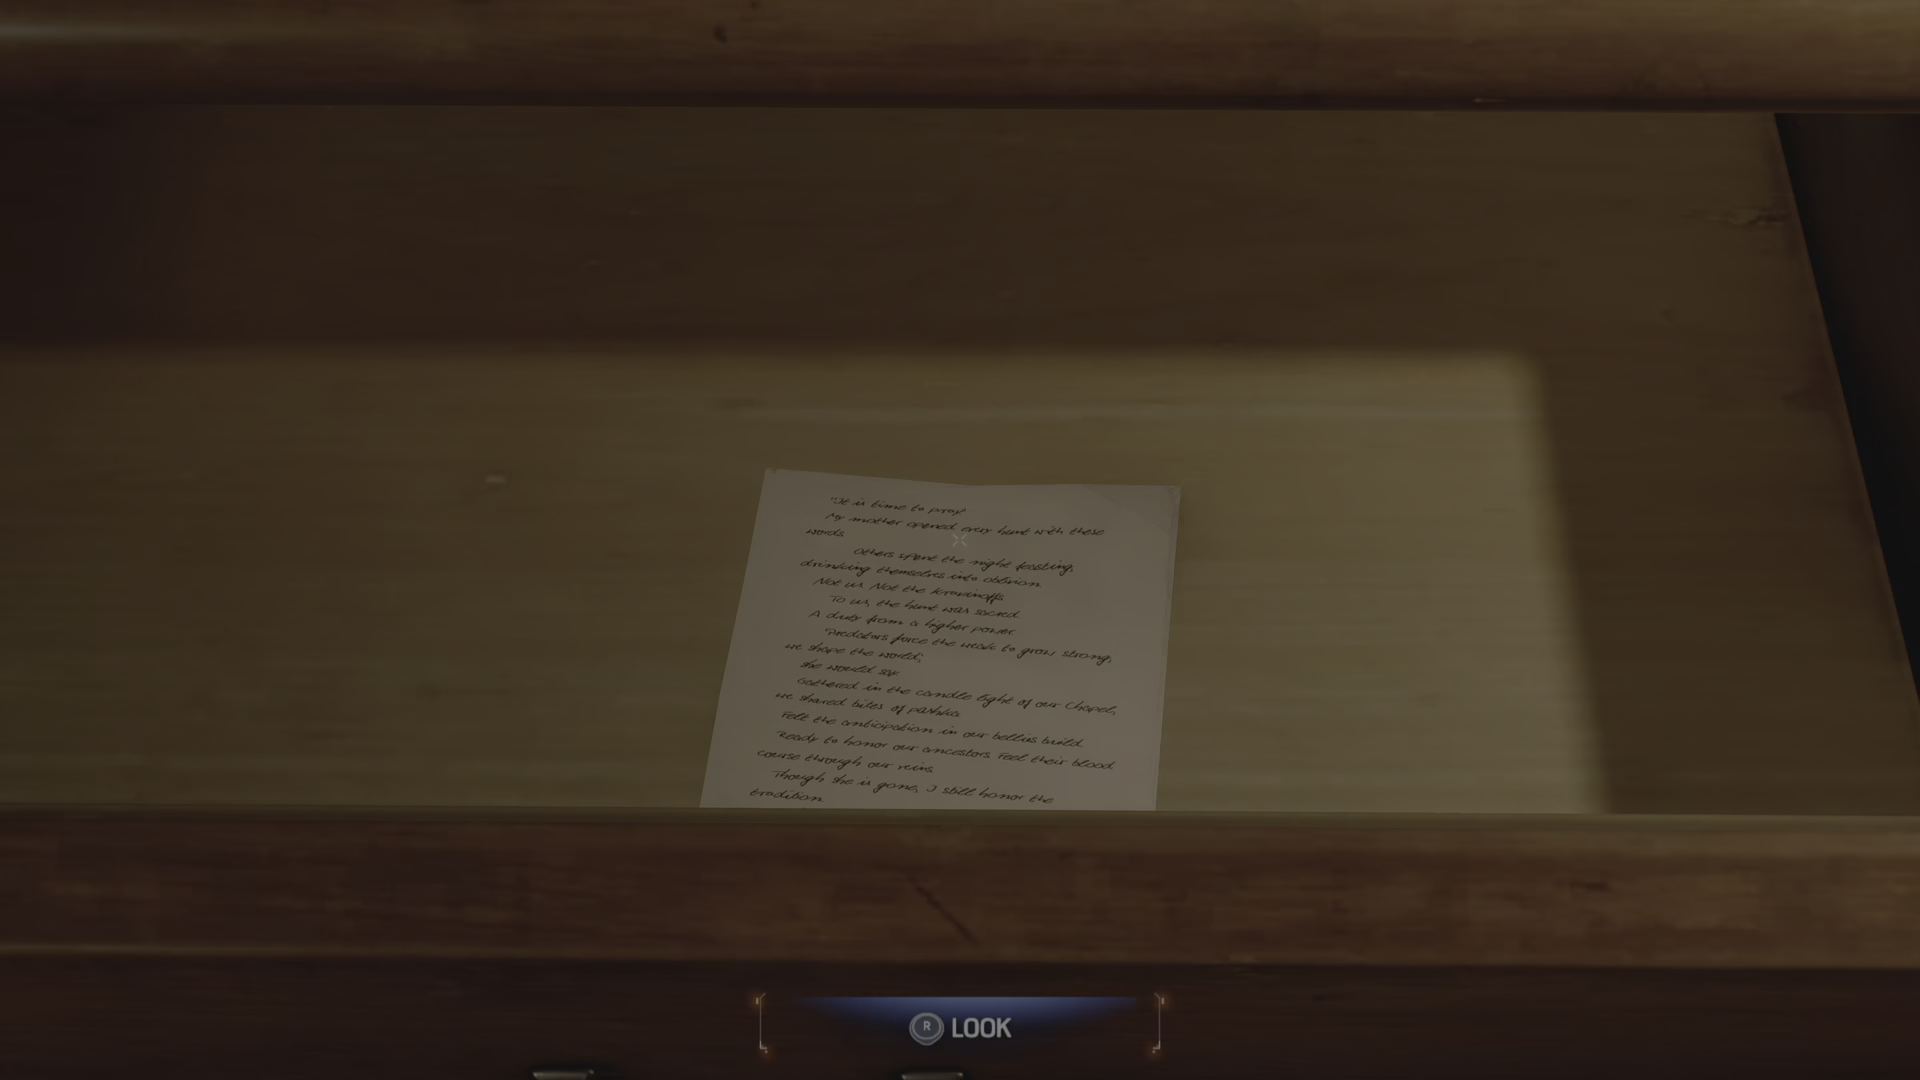 "It is time to pray."
My mother opened every hunt with these
words.
Others spent the night feasting,
drinking themselves into oblivion.
Not us. Not the Kravinoffs.
To us, the hunt was sacred.
A duty from a higher power.
"Predators force the weak to grow strong,
we shape the world,"
she would say.
Gathered in the candle light of our Chapel,
we shared bites of pashka.
Felt the anticipation in our bellies build.
Ready to honor our ancestors. Feel their blood
course through our veins.
Though she is gone, I still honor the
tradition.
R LOOK